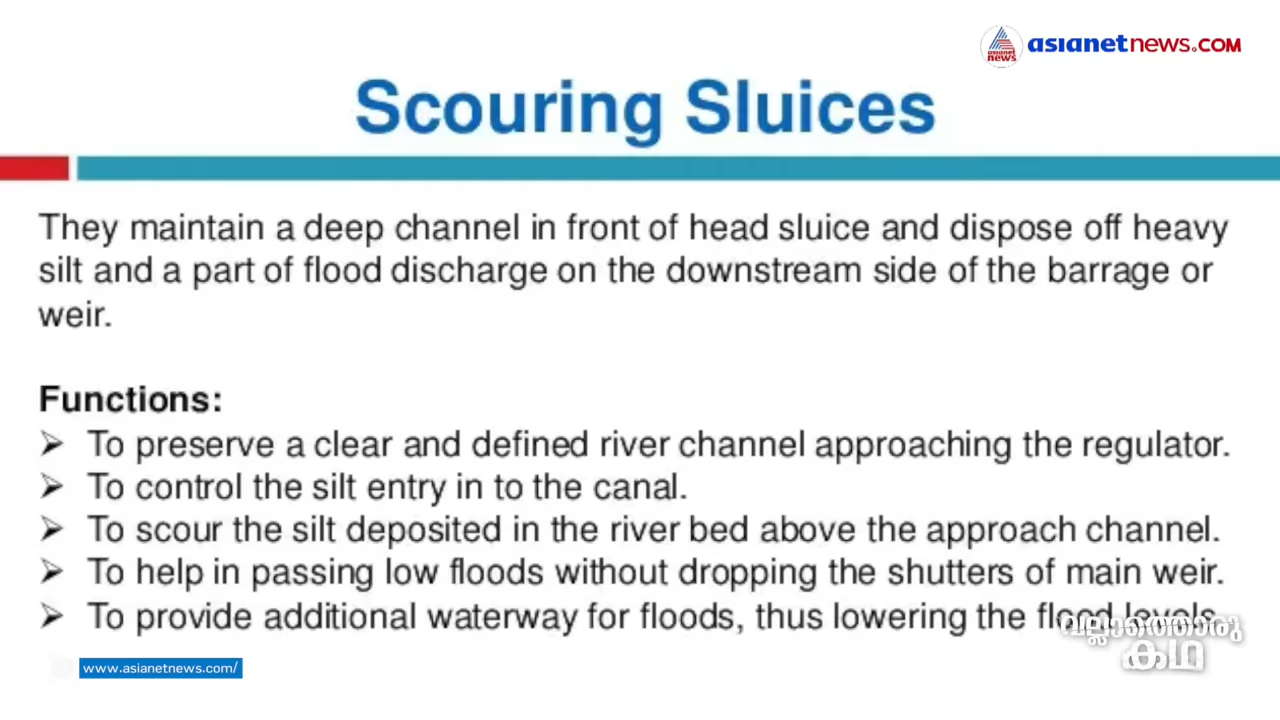 asianet news
asianetnews.COM
Scouring Sluices
They maintain a deep channel in front of head sluice and dispose off heavy
silt and a part of flood discharge on the downstream side of the barrage or
weir.
Functions:
➢ To preserve a clear and defined river channel approaching the regulator.
➢ To control the silt entry in to the canal.
➢ To scour the silt deposited in the river bed above the approach channel.
➢ To help in passing low floods without dropping the shutters of main weir.
➢ To provide additional waterway for floods, thus lowering the flood levels
വല്ലാത്തൊരു
കഥ
www.asianetnews.com/